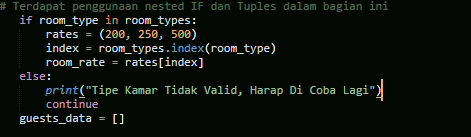 # Terdapat penggunaan nested IF dan Tuples dalam bagian ini
if room_type in room_types:
rates = (200, 250, 500)
index = room_types.index(room_type)
room_rate = rates[index]
else:
print("Tipe Kamar Tidak Valid, Harap Di Coba Lagi")
continue
guests_data = []